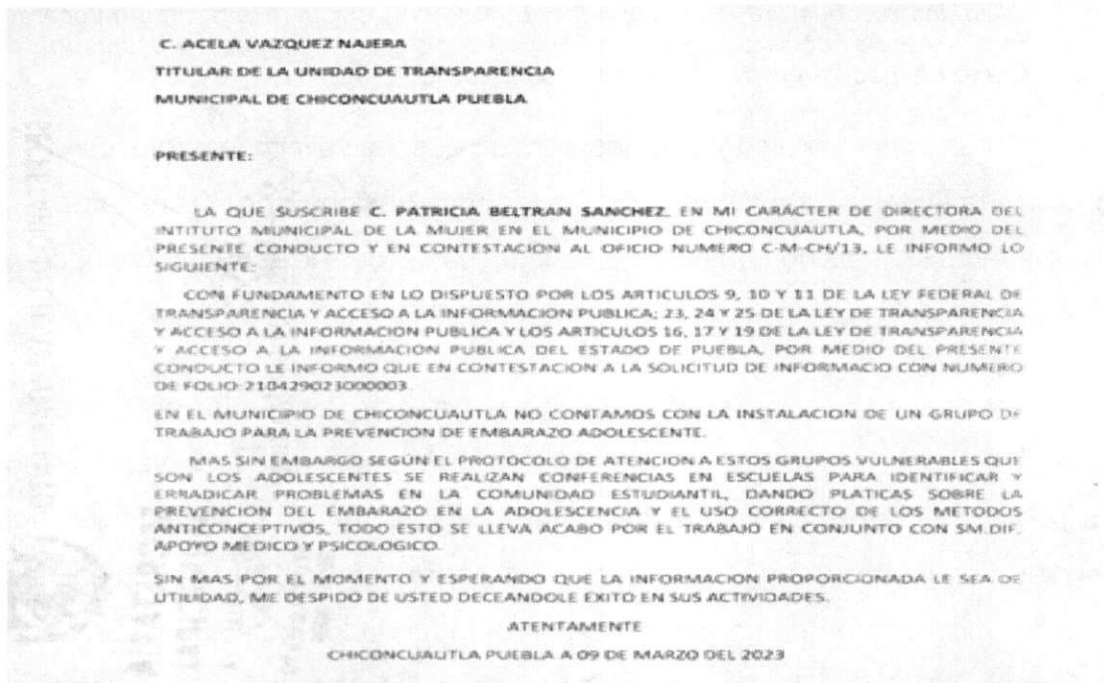 C. ACELA VAZQUEZ NAJERA
TITULAR DE LA UNIDAD DE TRANSPARENCIA
MUNICIPAL DE CHICONCUAUTLA PUEBLA
PRESENTE:
LA QUE SUSCRIBE C. PATRICIA BELTRAN SANCHEZ, EN MI CARÁCTER DE DIRECTORA DEL
INTITUTO MUNICIPAL DE LA MUJER EN EL MUNICIPIO DE CHICONCUAUTLA, POR MEDIO DEL
PRESENTE CONDUCTO Y EN CONTESTACION AL OFICIO NUMERO C-M-CH/13, LE INFORMO LO
SIGUIENTE:
CON FUNDAMENTO EN LO DISPUESTO POR LOS ARTICULOS 9, 10 Y 11 DE LA LEY FEDERAL DE
TRANSPARENCIA Y ACCESO A LA INFORMACION PUBLICA; 23, 24 Y 25 DE LA LEY DE TRANSPARENCIA
Y ACCESO A LA INFORMACION PUBLICA Y LOS ARTICULOS 16, 17 Y 19 DE LA LEY DE TRANSPARENCIA
Y ACCESO A LA INFORMACION PUBLICA DEL ESTADO DE PUEBLA, POR MEDIO DEL PRESENTE
CONDUCTO LE INFORMO QUE EN CONTESTACION A LA SOLICITUD DE INFORMACIO CON NUMERO
DE FOLIO 210429023000003.
EN EL MUNICIPIO DE CHICONCUAUTLA NO CONTAMOS CON LA INSTALACION DE UN GRUPO DE
TRABAJO PARA LA PREVENCION DE EMBARAZO ADOLESCENTE.
MAS SIN EMBARGO SEGÚN EL PROTOCOLO DE ATENCION A ESTOS GRUPOS VULNERABLES QUE
SON LOS ADOLESCENTES SE REALIZAN CONFERENCIAS EN ESCUELAS PARA IDENTIFICAR Y
ERRADICAR PROBLEMAS EN LA COMUNIDAD ESTUDIANTIL, DANDO PLATICAS SOBRE LA
PREVENCION DEL EMBARAZO EN LA ADOLESCENCIA Y EL USO CORRECTO DE LOS METODOS
ANTICONCEPTIVOS, TODO ESTO SE LLEVA ACABO POR EL TRABAJO EN CONJUNTO CON SM.DIF,
APOYO MEDICO Y PSICOLOGICO.
SIN MAS POR EL MOMENTO Y ESPERANDO QUE LA INFORMACION PROPORCIONADA LE SEA DE
UTILIDAD, ME DESPIDO DE USTED DECEANDOLE EXITO EN SUS ACTIVIDADES.
ATENTAMENTE
CHICONCUAUTLA PUEBLA A 09 DE MARZO DEL 2023